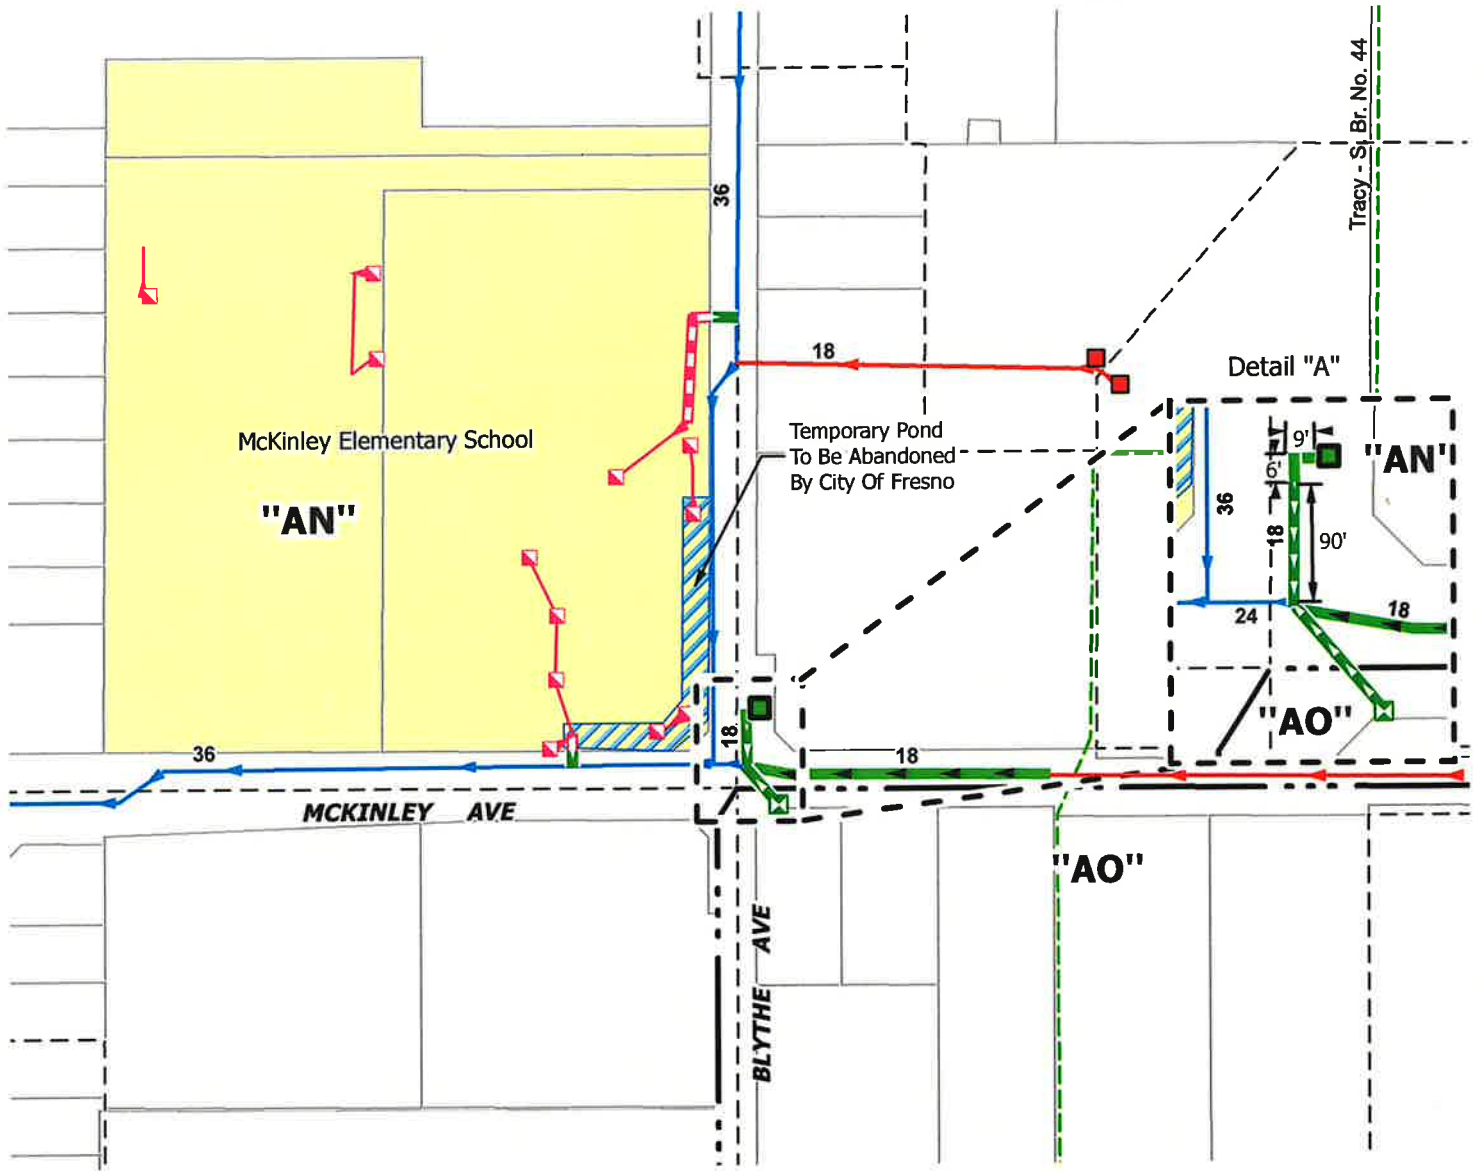 Tracy - S. Br. No. 44
36
18
Detail "A"
McKinley Elementary School
"AN"
Temporary Pond
To Be Abandoned
By City Of Fresno
9'
"AN'
6'
36
18
90'
24
18
"AO"
18
36
18
MCKINLEY AVE
"AO"
BLYTHE AVE